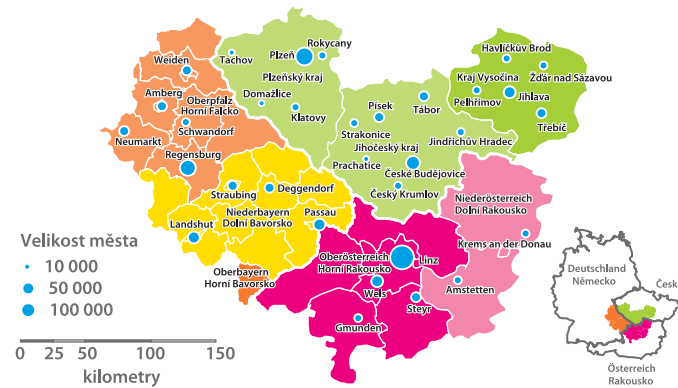 Havlíčkův Brod
Rokycany
Plzeň
Tachov
Weiden
Žďár nad Sázavou
Kraj Vysočina
Plzeňský kraj
Pelhřimov
Jihlava
Domažlice
Amberg
Oberpfalz
Horní Falcko
Klatovy
Písek
Tábor
Třebíč
Schwandorf
Strakonice
Neumarkt
Jihočeský kraj
Jindřichův Hradec
Regensburg
Prachatice
České Budějovice
Český Krumlov
Straubing
Deggendorf
Niederösterreich
Dolní Rakousko
Niederbayern
Dolní Bavorsko
Passau
Landshut
Krems an der Donau
Velikost města
10 000
50 000
100 000
Oberbayern
Horní Bavorsko
Oberösterreich
Horní Rakousko
Linz
Wels
Amstetten
Steyr
Gmunden
Deutschland
Německo
Česk
Österreich
Rakousko
0 25 50 100 150
kilometry